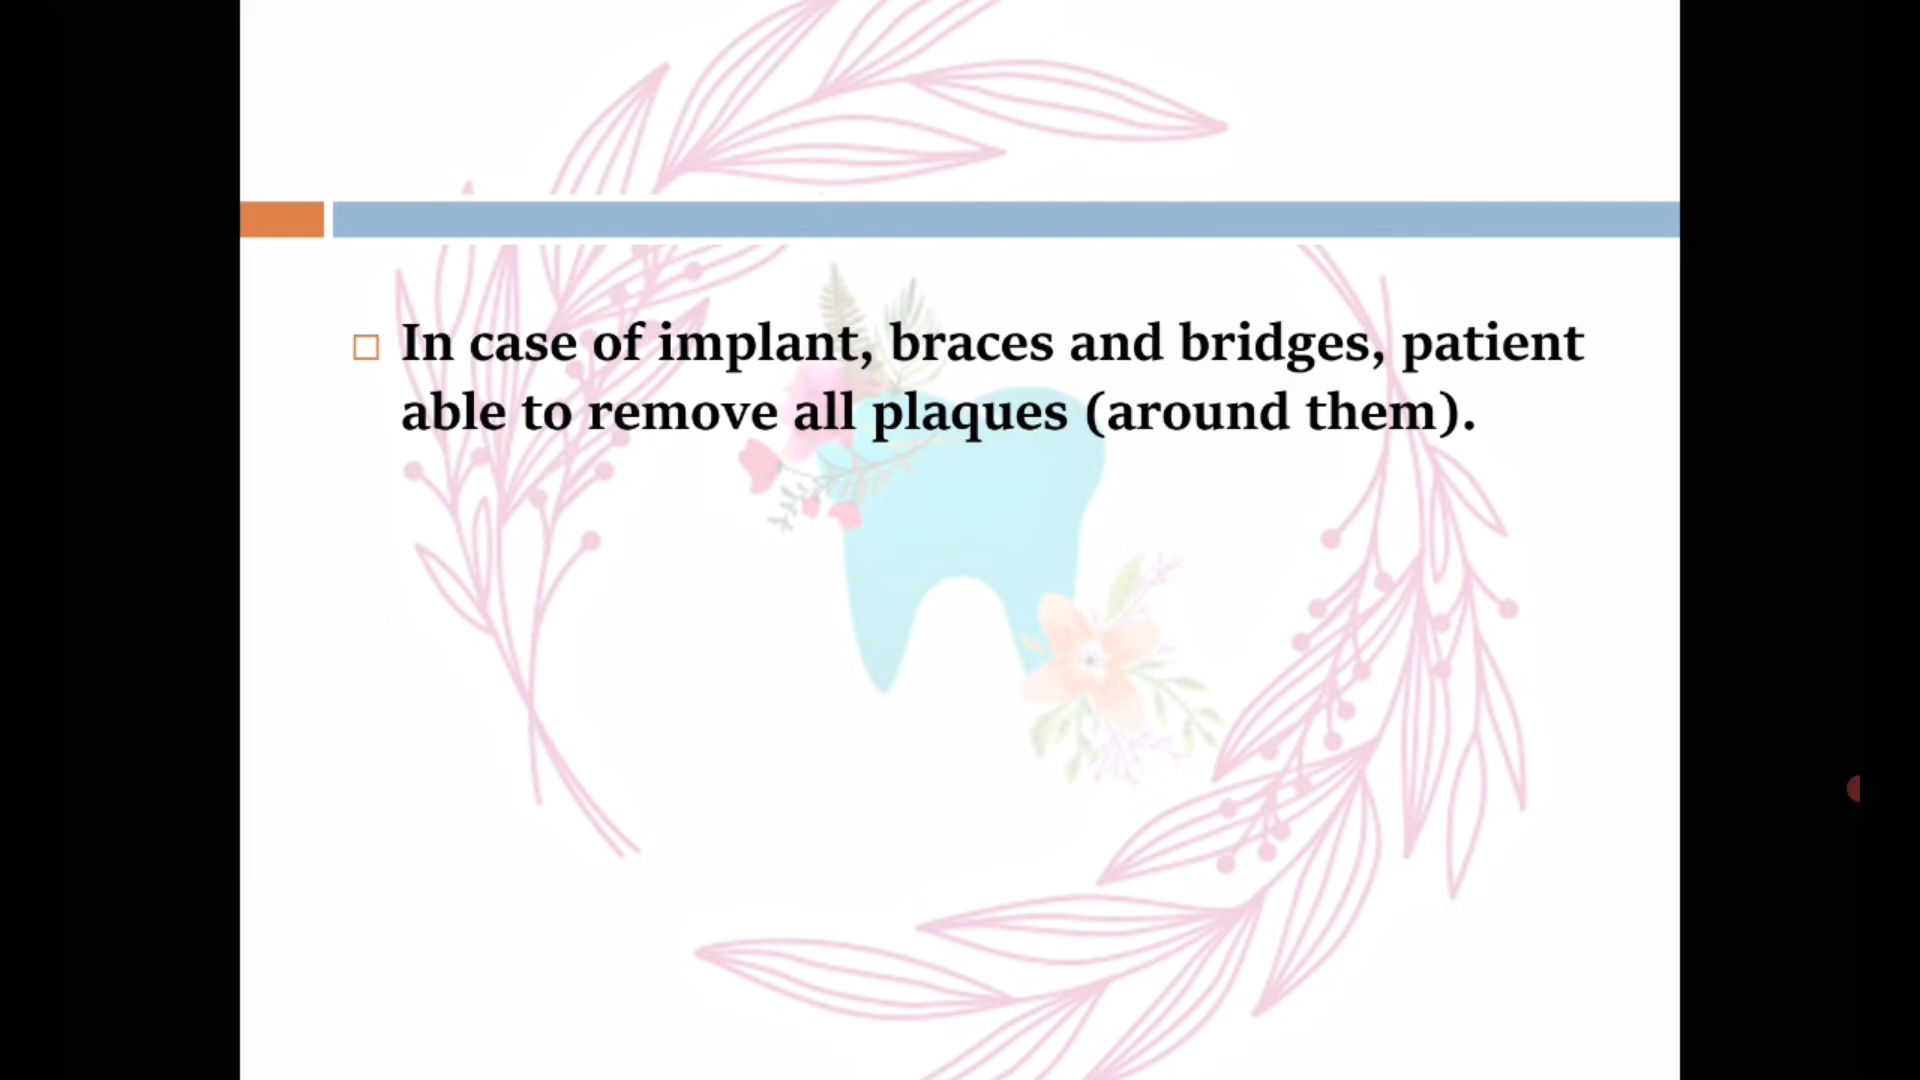 In case of implant, braces and bridges, patient
able to remove all plaques (around them).